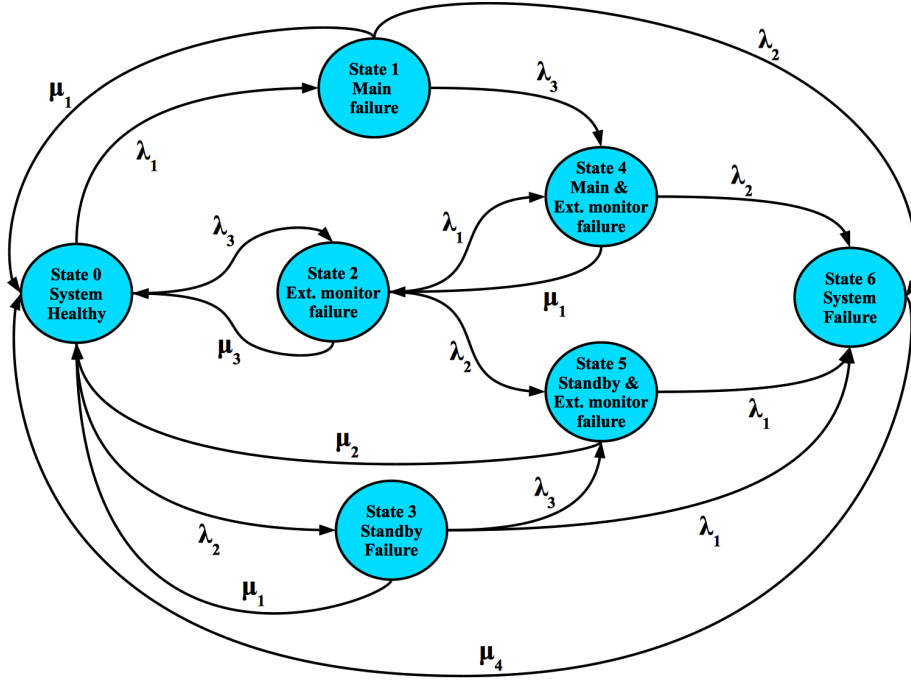 State 1
Main
failure
λ2
μ1
λ3
λ1
State 4
Main &
Ext. monitor
failure
λ2
λ3
λ1
State 0
System
Healthy
State 2
Ext. monitor
failure
State 6
System
Failure
μ1
μ3
λ2
State 5
Standby &
Ext. monitor
failure
λ1
μ2
λ3
State 3
Standby
Failure
λ2
λ1
μ1
μ4